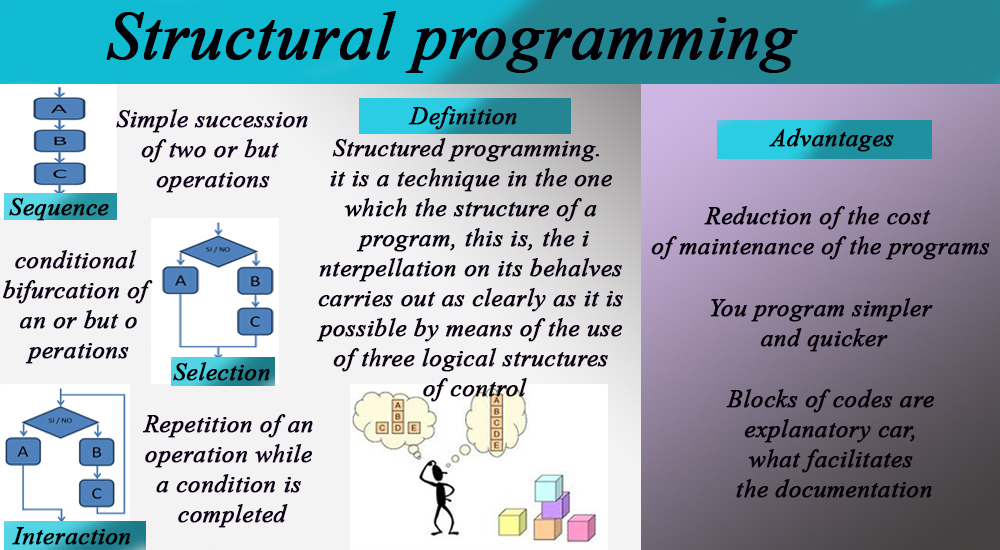 Structural programming
A
B
C
Sequence
Simple succession
of two or but
operations
conditional
bifurcation of
an or but o
perations
SI / NO
A
B
C
Selection
SI / NO
A
B
C
Interaction
Repetition of an
operation while
a condition is
completed
Definition
Structured programming.
it is a technique in the one
which the structure of a
program, this is, the i
nterpellation on its behalves
carries out as clearly as it is
possible by means of the use
of three logical structures
of control
A
B
C D E
A
B
C
D
E
Advantages
Reduction of the cost
of maintenance of the programs
You program simpler
and quicker
Blocks of codes are
explanatory car,
what facilitates
the documentation